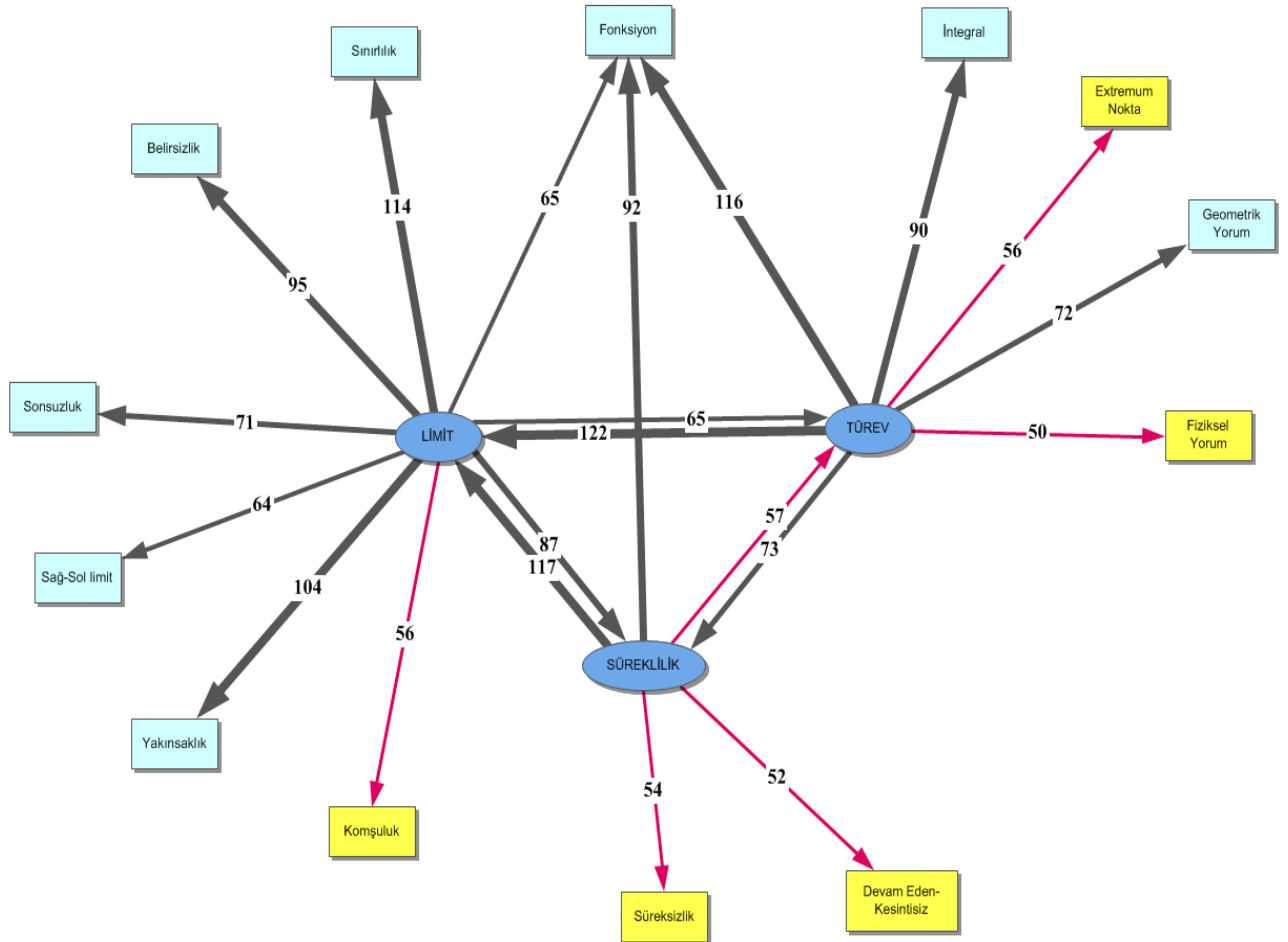 Fonksiyon
İntegral
Sınırlılık
Extremum
Nokta
Belirsizlik
65
114
92
116
90
Geometrik
Yorum
56
95
72
Sonsuzluk
71
LİMİT
65
122
TÜREV
50
Fiziksel
Yorum
64
57
87
73
117
Sağ-Sol limit
104
56
SÜREKLİLİK
Yakınsaklık
54
52
Komşuluk
Süreksizlik
Devam Eden-
Kesintisiz